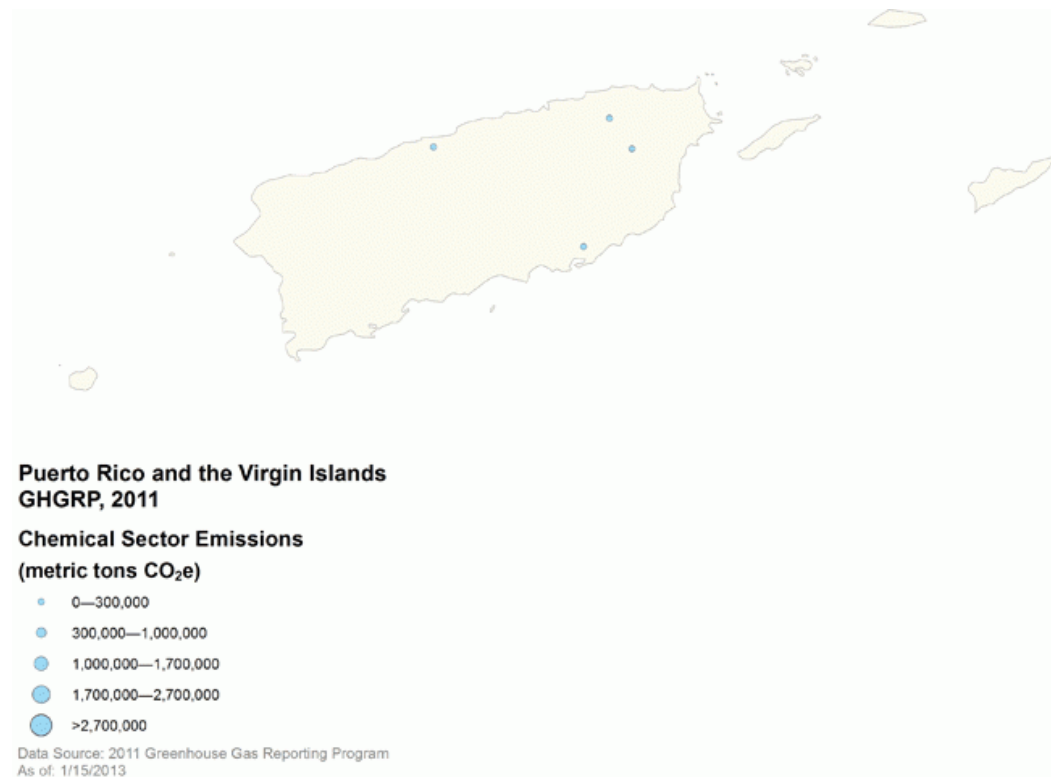 Puerto Rico and the Virgin Islands
GHGRP, 2011
Chemical Sector Emissions
(metric tons CO₂e)
0—300,000
300,000—1,000,000
1,000,000—1,700,000
1,700,000—2,700,000
>2,700,000
Data Source: 2011 Greenhouse Gas Reporting Program
As of: 1/15/2013